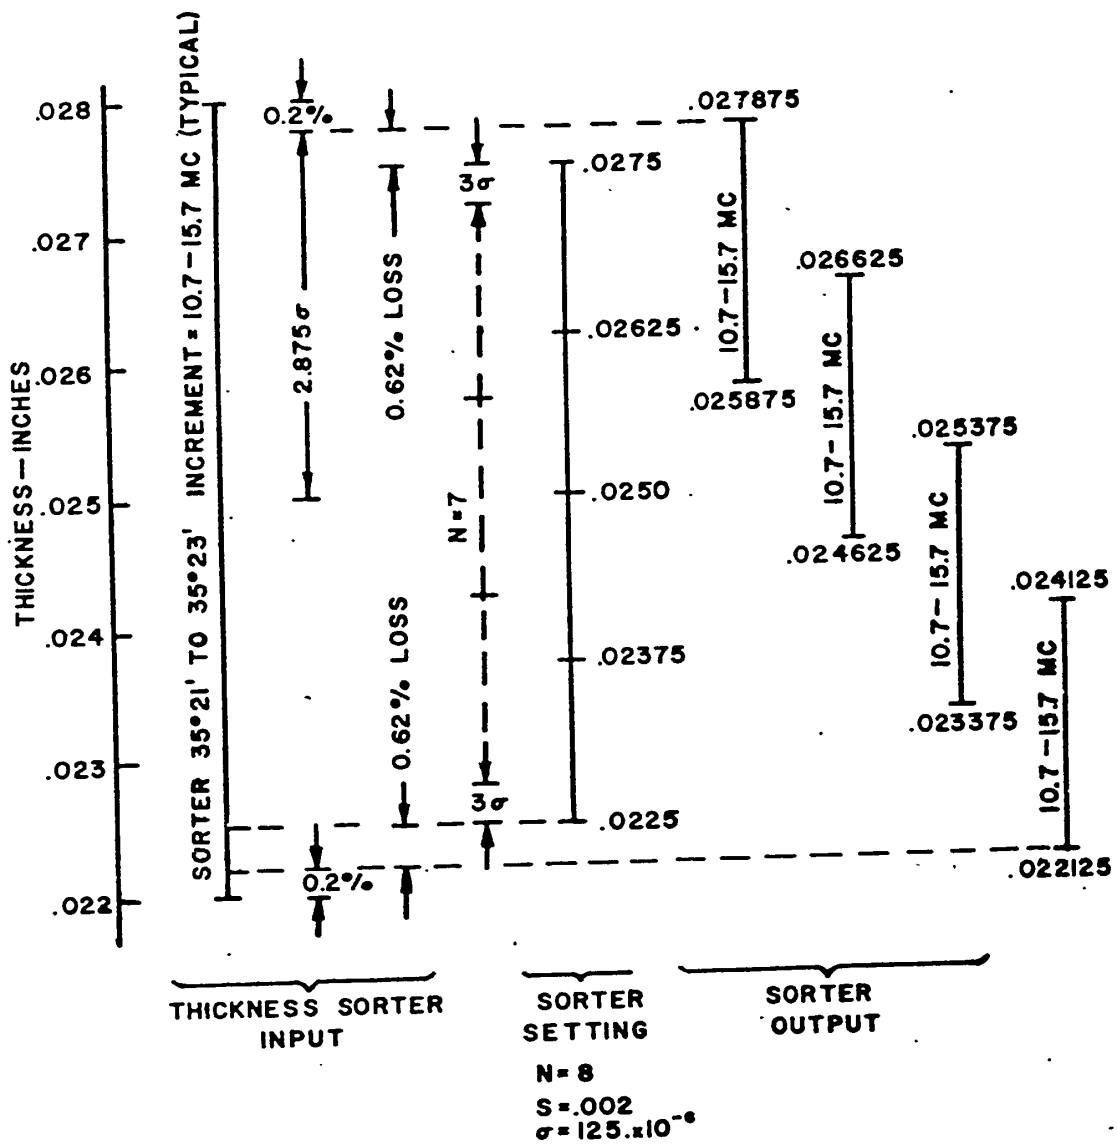 THICKNESS—INCHES
.028
.027
.026
.025
.024
.023
.022
SORTER 35°21' TO 35°23' INCREMENT = 10.7–15.7 MC (TYPICAL)
0.2%
2.875σ
0.2%
0.62% LOSS
0.62% LOSS
3σ
N=7
3σ
.0275
.02625
.0250
.02375
.0225
.027875
10.7–15.7 MC
.025875
.026625
10.7–15.7 MC
.024625
.025375
10.7–15.7 MC
.023375
.024125
10.7–15.7 MC
.022125
THICKNESS SORTER
INPUT
SORTER
SETTING
N=8
S=.002
σ=125.x10⁻⁶
SORTER
OUTPUT